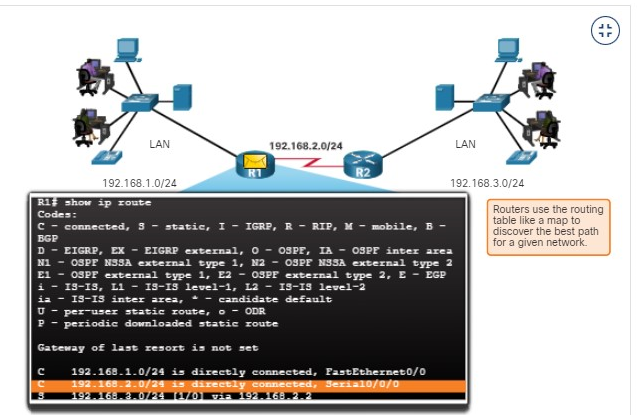 LAN
192.168.2.0/24
LAN
R1
R2
192.168.1.0/24
192.168.3.0/24
R1# show ip route
Codes:
C - connected, S - static, I - IGRP, R - RIP, M - mobile, B -
BGP
D - EIGRP, EX - EIGRP external, O - OSPF, IA - OSPF inter area
N1 - OSPF NSSA external type 1, N2 - OSPF NSSA external type 2
E1 - OSPF external type 1, E2 - OSPF external type 2, E - EGP
i - IS-IS, L1 - IS-IS level-1, L2 - IS-IS level-2
ia - IS-IS inter area, * - candidate default
U - per-user static route, o - ODR
P - periodic downloaded static route
Gateway of last resort is not set
C 192.168.1.0/24 is directly connected, FastEthernet0/0
C 192.168.2.0/24 is directly connected, Serial0/0/0
S 192.168.3.0/24 [1/0] via 192.168.2.2
Routers use the routing
table like a map to
discover the best path
for a given network.